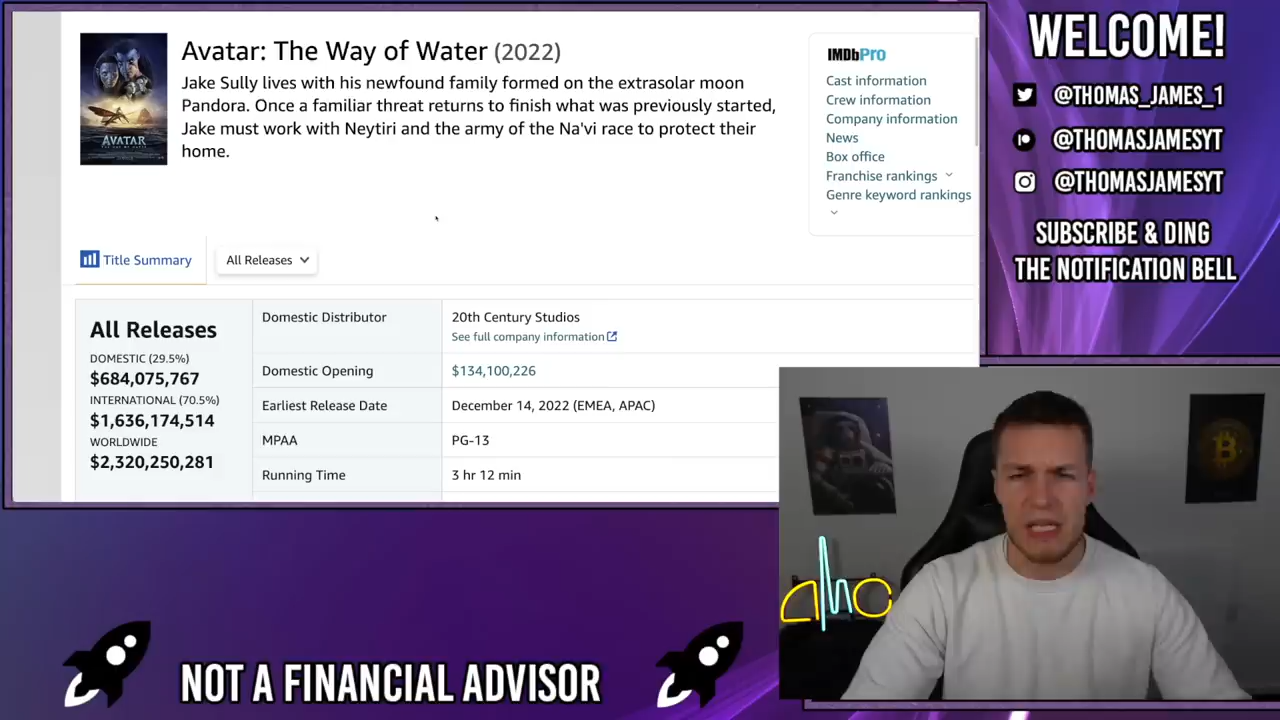 Avatar: The Way of Water (2022)
Jake Sully lives with his newfound family formed on the extrasolar moon
Pandora. Once a familiar threat returns to finish what was previously started,
Jake must work with Neytiri and the army of the Na'vi race to protect their
home.
AVATAR
IMDbPro
Cast information
Crew information
Company information
News
Box office
Franchise rankings
Genre keyword rankings
Title Summary
All Releases
All Releases
DOMESTIC (29.5%)
$684,075,767
INTERNATIONAL (70.5%)
$1,636,174,514
WORLDWIDE
$2,320,250,281
Domestic Distributor
20th Century Studios
See full company information
Domestic Opening
$134,100,226
Earliest Release Date
December 14, 2022 (EMEA, APAC)
MPAA
PG-13
Running Time
3 hr 12 min
WELCOME!
@THOMAS_JAMES_1
@THOMASJAMESYT
@THOMASJAMESYT
SUBSCRIBE & DING
THE NOTIFICATION BELL
NOT A FINANCIAL ADVISOR